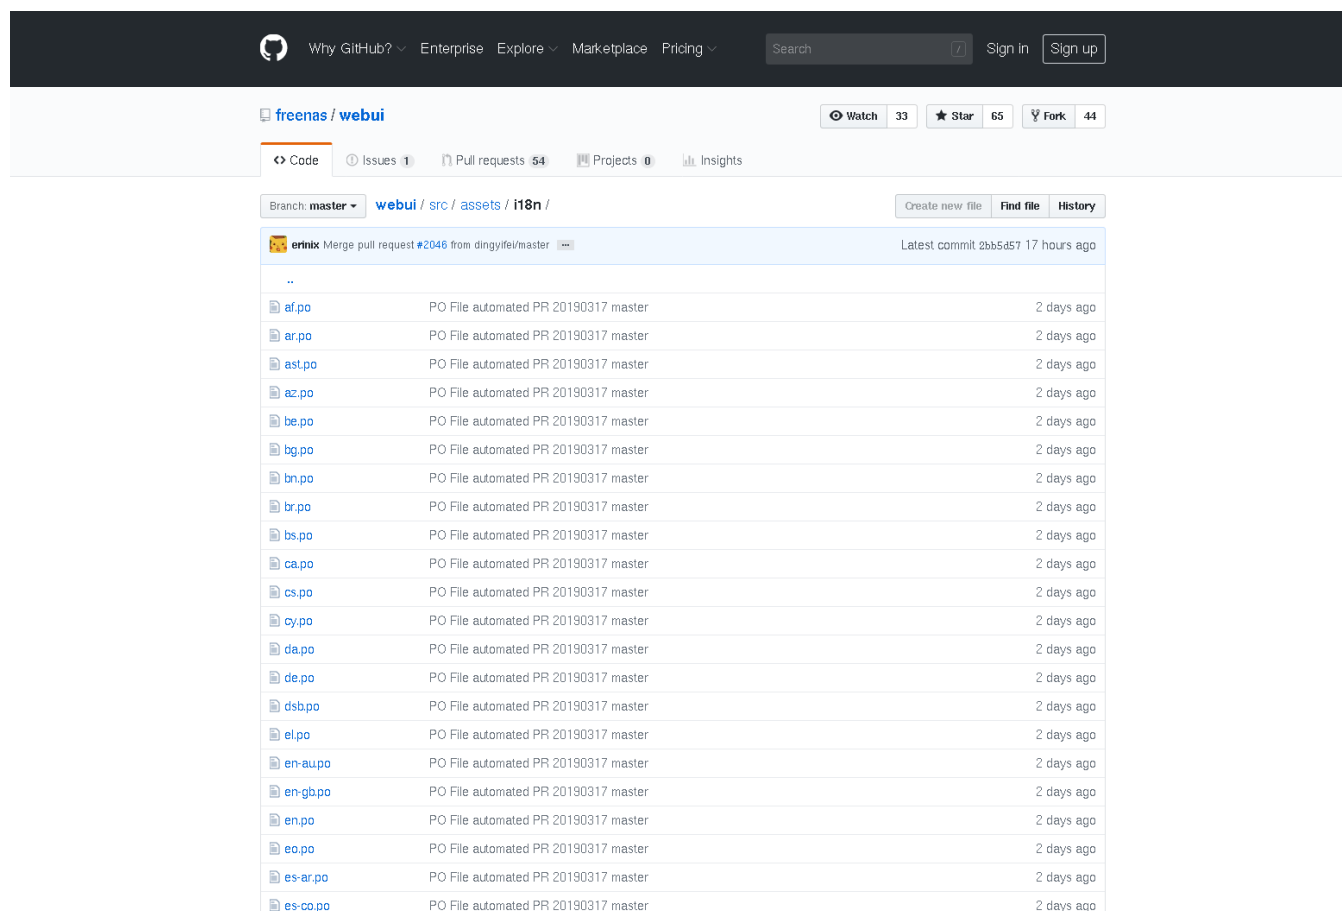 Why GitHub? Enterprise Explore Marketplace Pricing Search / Sign in Sign up
freenas / webui Watch 33 Star 65 Fork 44
Code Issues 1 Pull requests 54 Projects 0 Insights
Branch: master webui / src / assets / i18n / Create new file Find file History
erinix Merge pull request #2046 from dingyifei/master ... Latest commit 2bb5d57 17 hours ago
..
af.po PO File automated PR 20190317 master 2 days ago
ar.po PO File automated PR 20190317 master 2 days ago
ast.po PO File automated PR 20190317 master 2 days ago
az.po PO File automated PR 20190317 master 2 days ago
be.po PO File automated PR 20190317 master 2 days ago
bg.po PO File automated PR 20190317 master 2 days ago
bn.po PO File automated PR 20190317 master 2 days ago
br.po PO File automated PR 20190317 master 2 days ago
bs.po PO File automated PR 20190317 master 2 days ago
ca.po PO File automated PR 20190317 master 2 days ago
cs.po PO File automated PR 20190317 master 2 days ago
cy.po PO File automated PR 20190317 master 2 days ago
da.po PO File automated PR 20190317 master 2 days ago
de.po PO File automated PR 20190317 master 2 days ago
dsb.po PO File automated PR 20190317 master 2 days ago
el.po PO File automated PR 20190317 master 2 days ago
en-au.po PO File automated PR 20190317 master 2 days ago
en-gb.po PO File automated PR 20190317 master 2 days ago
en.po PO File automated PR 20190317 master 2 days ago
eo.po PO File automated PR 20190317 master 2 days ago
es-ar.po PO File automated PR 20190317 master 2 days ago
es-co.po PO File automated PR 20190317 master 2 days ago